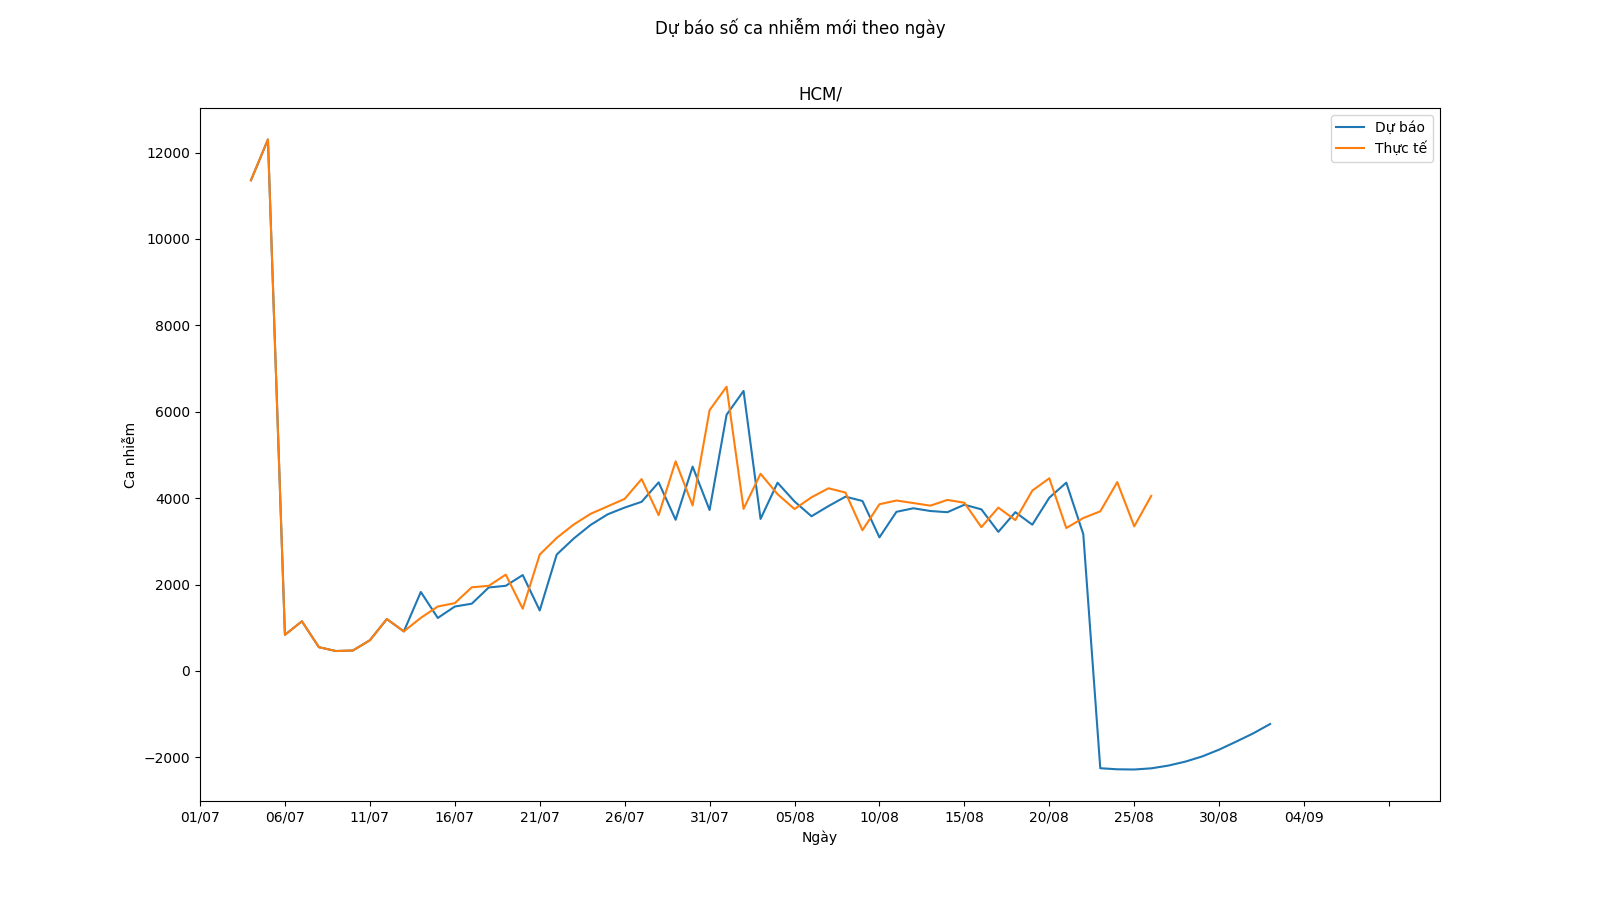 Dự báo số ca nhiễm mới theo ngày
HCM/
Dự báo
Thực tế
12000
10000
8000
6000
4000
2000
0
−2000
Ca nhiễm
01/07 06/07 11/07 16/07 21/07 26/07 31/07 05/08 10/08 15/08 20/08 25/08 30/08 04/09
Ngày